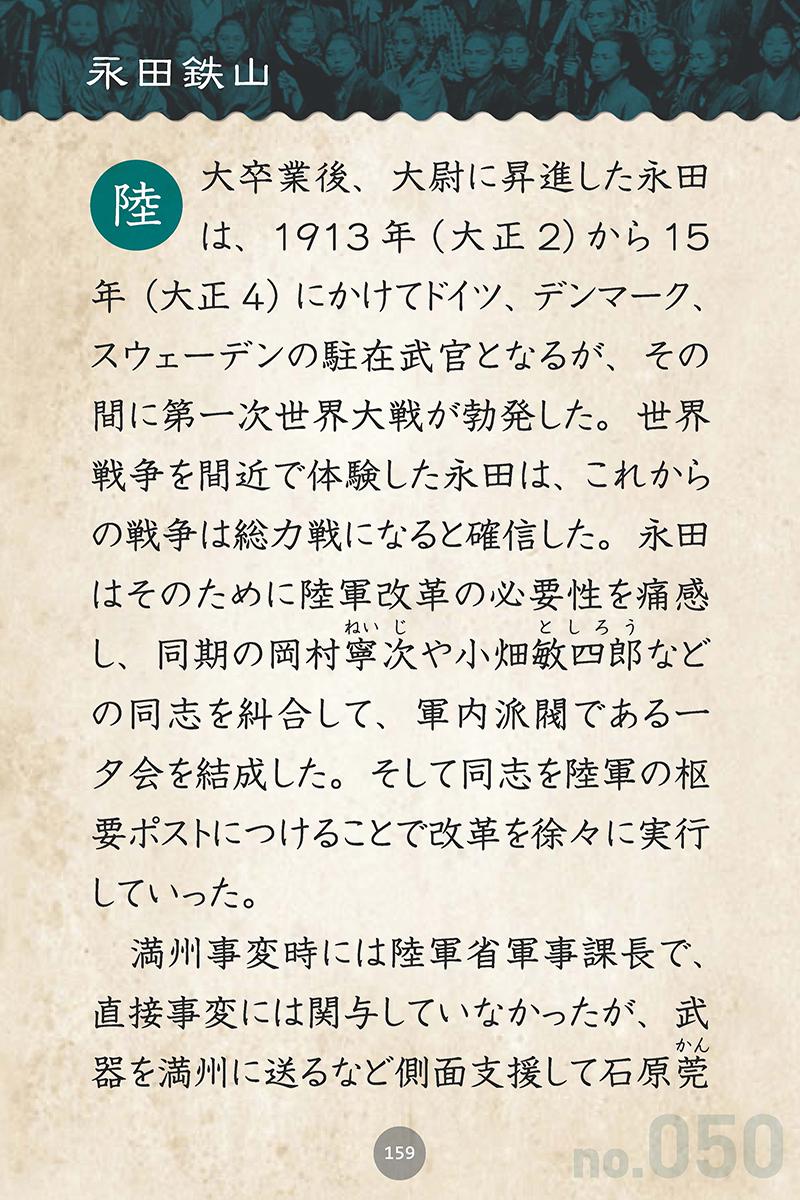 永田鉄山
陸大卒業後、大尉に昇進した永田
は、1913年（大正2）から15
年（大正4）にかけてドイツ、デンマーク、
スウェーデンの駐在武官となるが、その
間に第一次世界大戦が勃発した。世界
戦争を間近で体験した永田は、これから
の戦争は総力戦になると確信した。永田
はそのために陸軍改革の必要性を痛感
ねいじ としろう
し、同期の岡村寧次や小畑敏四郎など
の同志を糾合して、軍内派閥である一
夕会を結成した。そして同志を陸軍の枢
要ポストにつけることで改革を徐々に実行
していった。
満州事変時には陸軍省軍事課長で、
直接事変には関与していなかったが、武
かん
器を満州に送るなど側面支援して石原莞
159
no.050